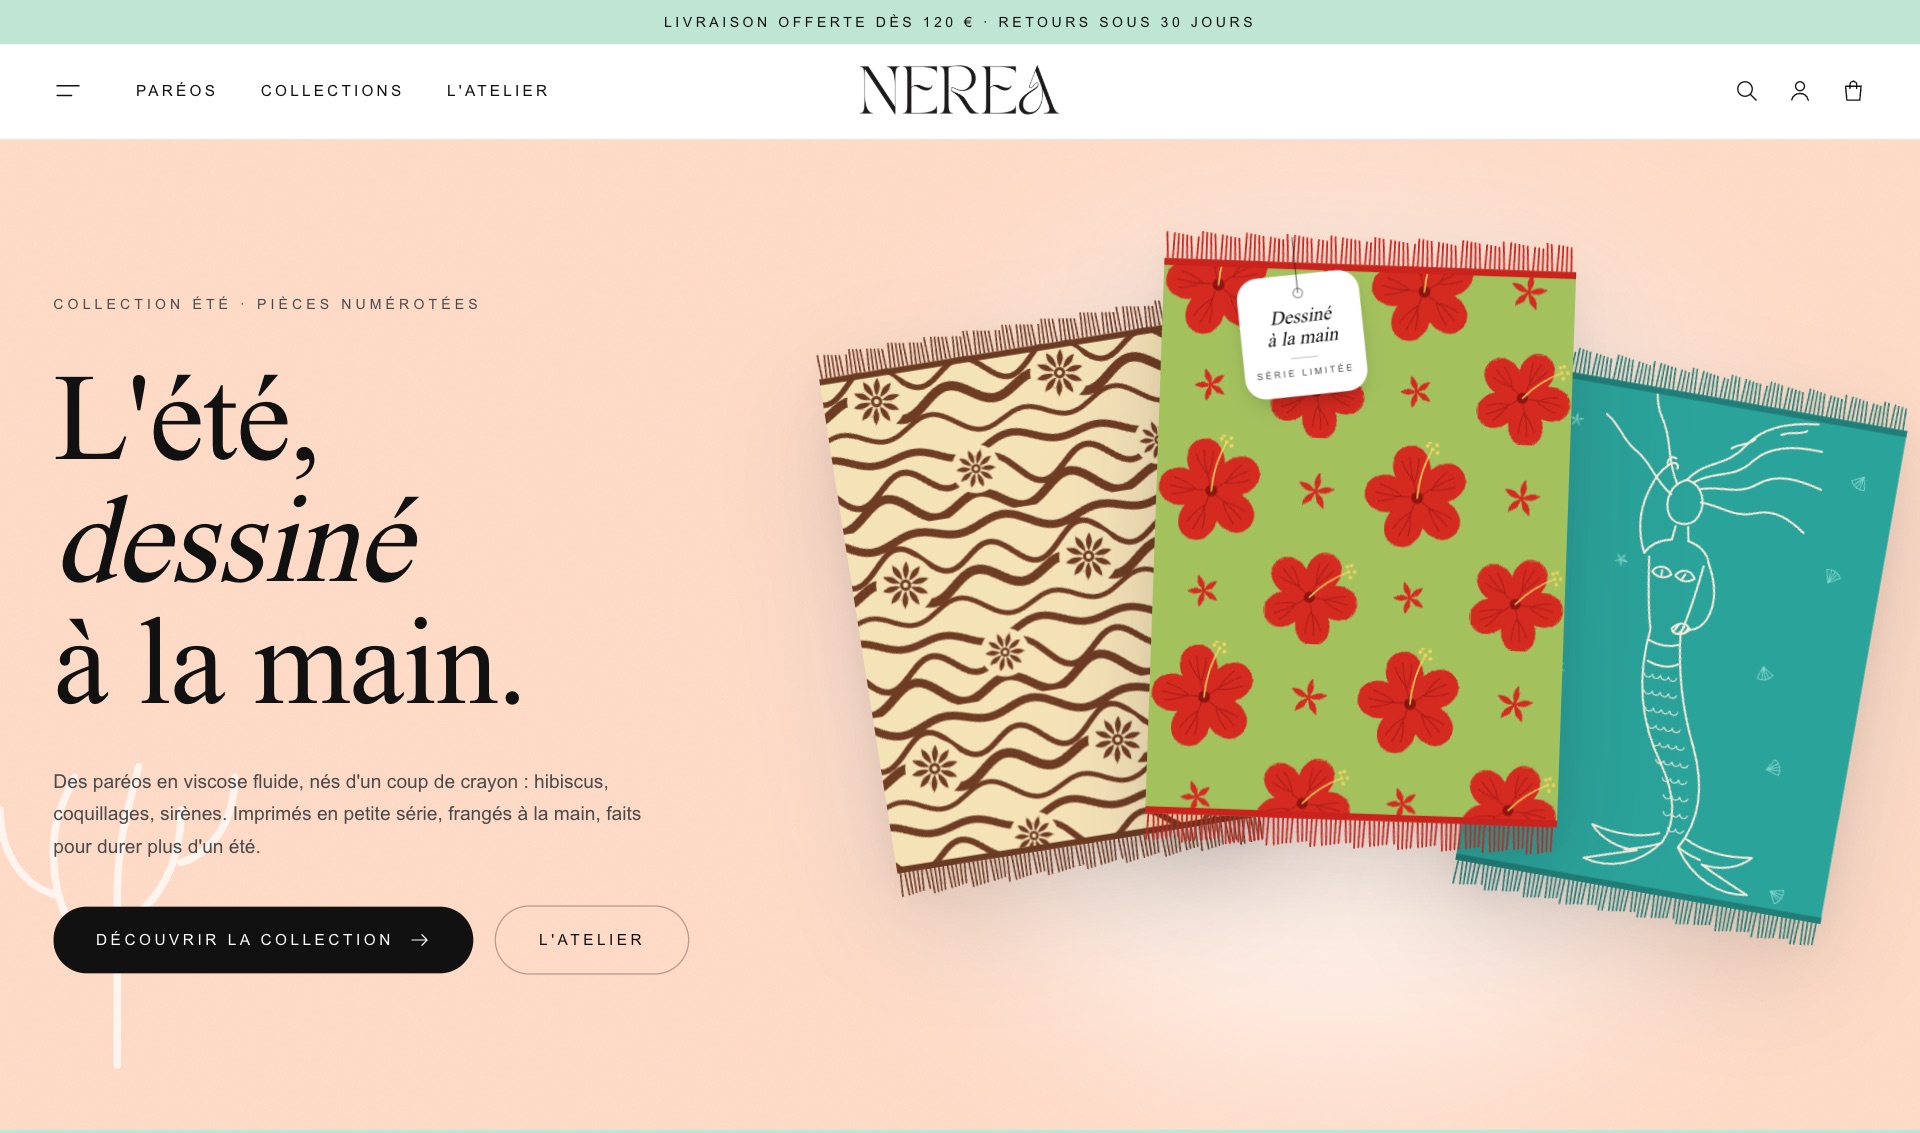 LIVRAISON OFFERTE DÈS 120 € · RETOURS SOUS 30 JOURS
PARÉOS
COLLECTIONS
L'ATELIER
NEREA
COLLECTION ÉTÉ · PIÈCES NUMÉROTÉES
L'été,
dessiné
à la main.
Des paréos en viscose fluide, nés d'un coup de crayon : hibiscus,
coquillages, sirènes. Imprimés en petite série, frangés à la main, faits
pour durer plus d'un été.
DÉCOUVRIR LA COLLECTION
L'ATELIER
Dessiné
à la main
SÉRIE LIMITÉE